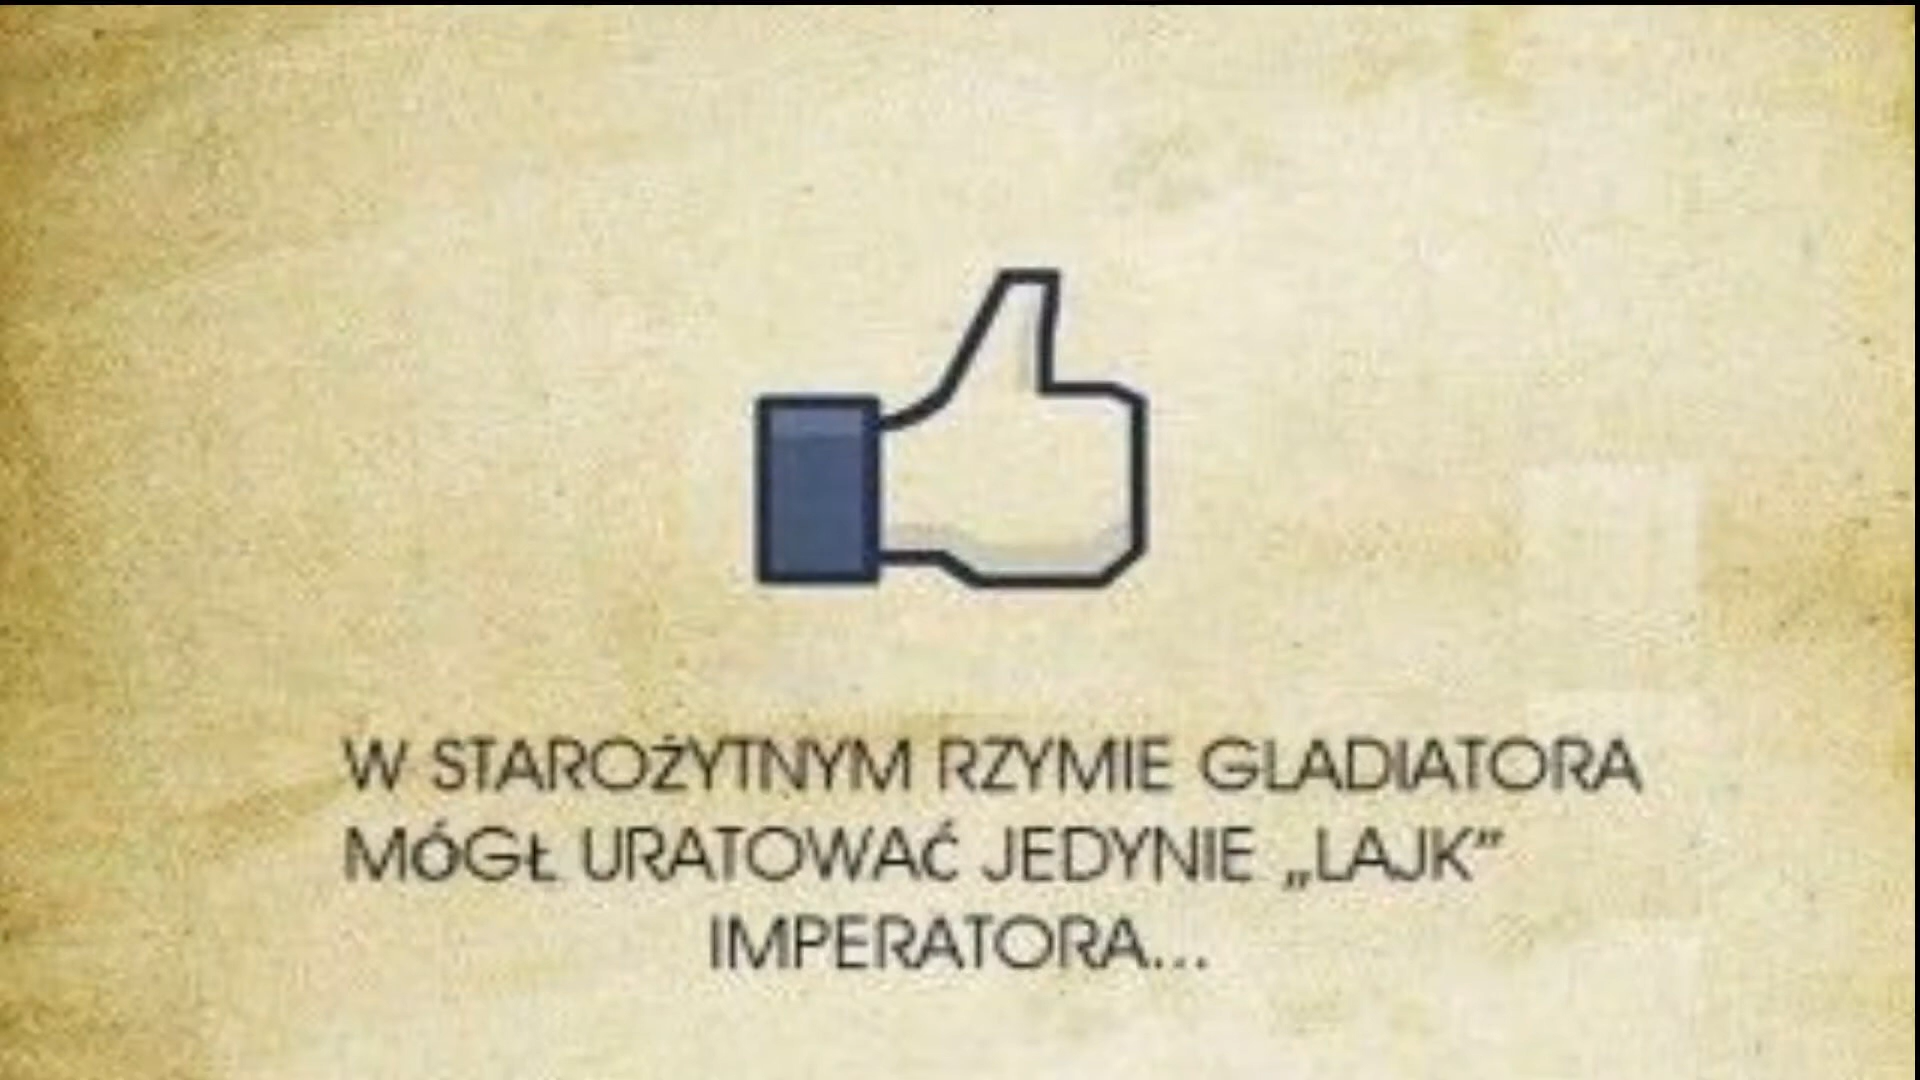 W STAROŻYTNYM RZYMIE GLADIATORA
MÓGŁ URATOWAĆ JEDYNIE „LAJK”
IMPERATORA...